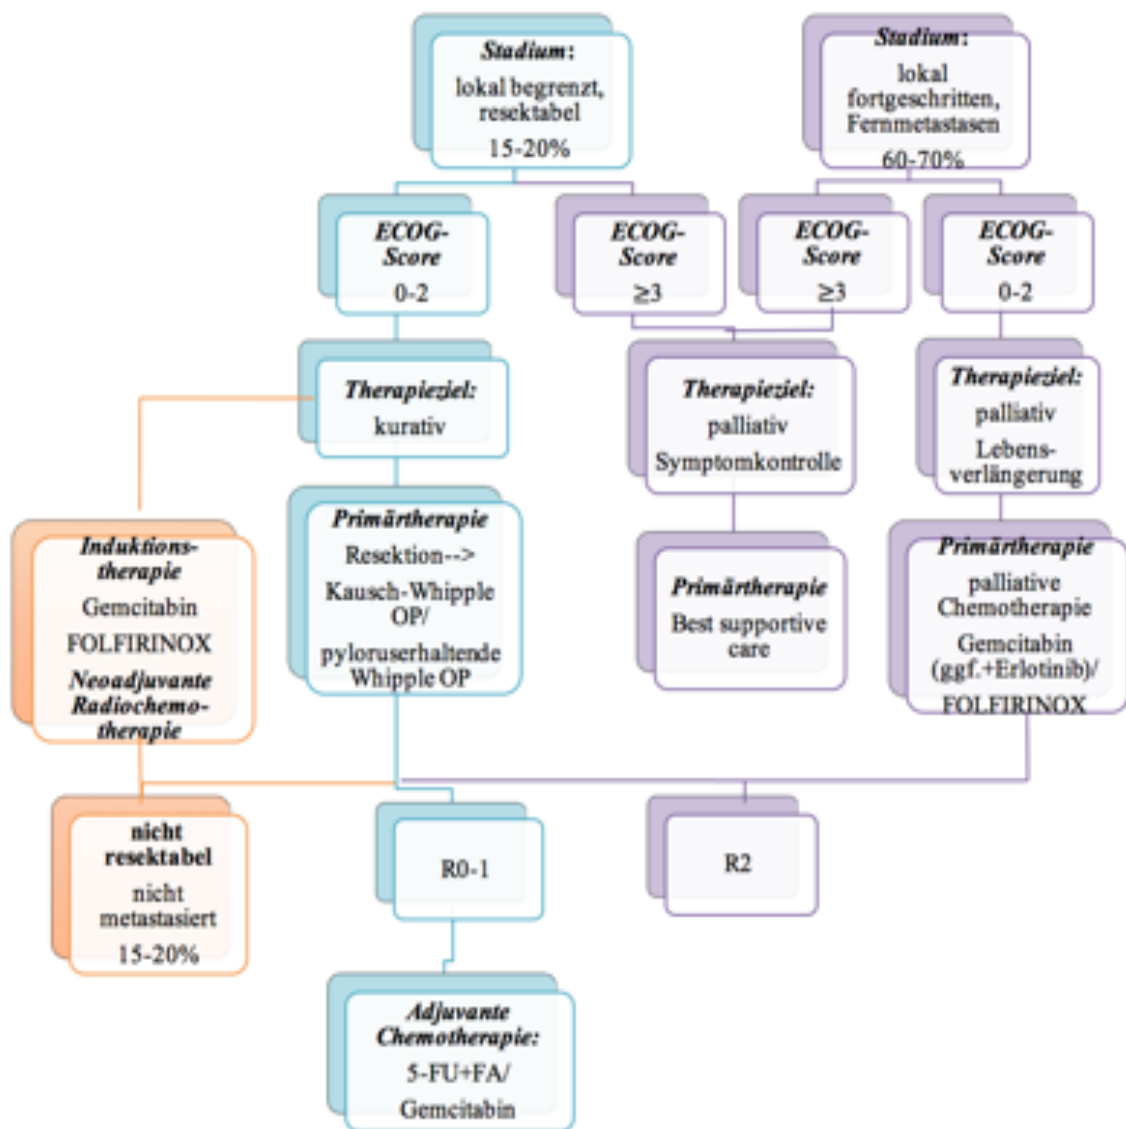 Stadium:
lokal begrenzt,
resektabel
15-20%
Stadium:
lokal
fortgeschritten,
Fernmetastasen
60-70%
ECOG-
Score
0-2
ECOG-
Score
≥3
ECOG-
Score
≥3
ECOG-
Score
0-2
Therapieziel:
kurativ
Therapieziel:
palliativ
Symptomkontrolle
Therapieziel:
palliativ
Lebens-
verlängerung
Induktions-
therapie
Gemcitabin
FOLFIRINOX
Neoadjuvante
Radiochemo-
therapie
Primärtherapie
Resektion-->
Kausch-Whipple
OP/
pyloruserhaltende
Whipple OP
Primärtherapie
Best supportive
care
Primärtherapie
palliative
Chemotherapie
Gemcitabin
(ggf.+Erlotinib)/
FOLFIRINOX
nicht
resektabel
nicht
metastasiert
15-20%
R0-1
R2
Adjuvante
Chemotherapie:
5-FU+FA/
Gemcitabin